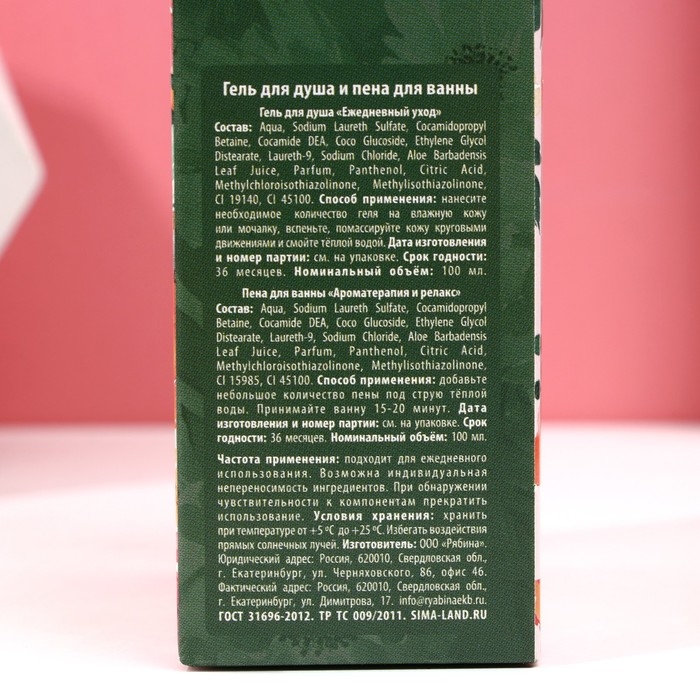 Гель для душа и пена для ванны
Гель для душа «Ежедневный уход»
Состав: Aqua, Sodium Laureth Sulfate, Cocamidopropyl
Betaine, Cocamide DEA, Coco Glucoside, Ethylene Glycol
Distearate, Laureth-9, Sodium Chloride, Aloe Barbadensis
Leaf Juice, Parfum, Panthenol, Citric Acid,
Methylchloroisothiazolinone, Methylisothiazolinone,
CI 19140, CI 45100. Способ применения: нанесите
необходимое количество геля на влажную кожу
или мочалку, вспеньте, помассируйте кожу круговыми
движениями и смойте тёплой водой. Дата изготовления
и номер партии: см. на упаковке. Срок годности:
36 месяцев. Номинальный объём: 100 мл.
Пена для ванны «Ароматерапия и релакс»
Состав: Aqua, Sodium Laureth Sulfate, Cocamidopropyl
Betaine, Cocamide DEA, Coco Glucoside, Ethylene Glycol
Distearate, Laureth-9, Sodium Chloride, Aloe Barbadensis
Leaf Juice, Parfum, Panthenol, Citric Acid,
Methylchloroisothiazolinone, Methylisothiazolinone,
CI 15985, CI 45100. Способ применения: добавьте
небольшое количество пены под струю тёплой
воды. Принимайте ванну 15-20 минут. Дата
изготовления и номер партии: см. на упаковке. Срок
годности: 36 месяцев. Номинальный объём: 100 мл.
Частота применения: подходит для ежедневного
использования. Возможна индивидуальная
непереносимость ингредиентов. При обнаружении
чувствительности к компонентам прекратить
использование. Условия хранения: хранить
при температуре от +5 ºС до +25 ºС. Избегать воздействия
прямых солнечных лучей. Изготовитель: ООО «Рябина».
Юридический адрес: Россия, 620010, Свердловская обл.,
г. Екатеринбург, ул. Черняховского, 86, офис 46.
Фактический адрес: Россия, 620010, Свердловская обл.,
г. Екатеринбург, ул. Димитрова, 17. info@ryabinaekb.ru.
ГОСТ 31696-2012. ТР ТС 009/2011. SIMA-LAND.RU